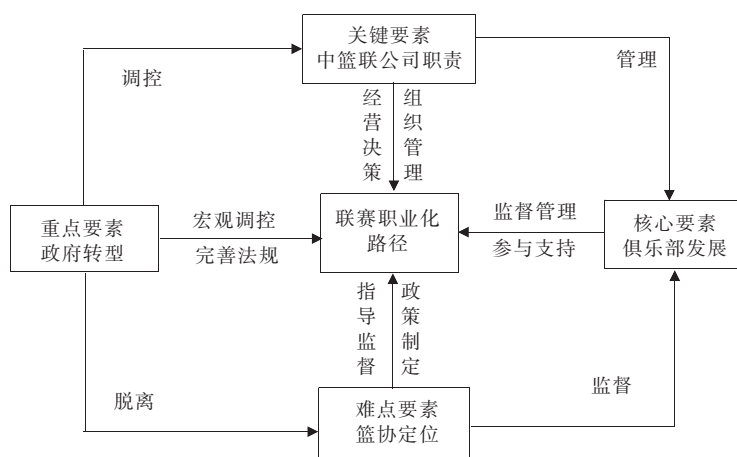 关键要素
中篮联公司职责
调控
管理
经营决策
组织管理
重点要素
政府转型
宏观调控
完善法规
联赛职业化
路径
监督管理
参与支持
核心要素
俱乐部发展
指导监督
政策制定
脱离
监督
难点要素
篮协定位